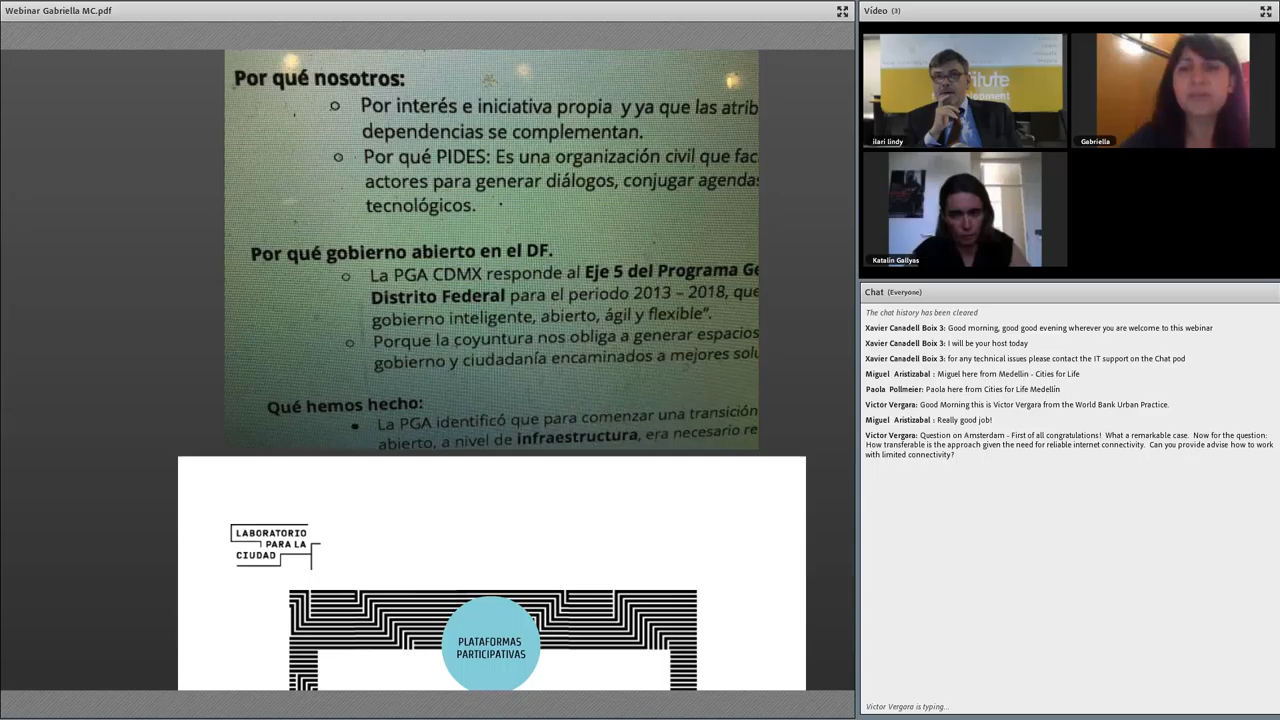 Webinar Gabriella MC.pdf
Por qué nosotros:
Por interés e iniciativa propia y ya que las atrib
dependencias se complementan.
Por qué PIDES: Es una organización civil que fac
actores para generar diálogos, conjugar agendas
tecnológicos.
Por qué gobierno abierto en el DF.
La PGA CDMX responde al Eje 5 del Programa Ge
Distrito Federal para el periodo 2013 – 2018, que
gobierno inteligente, abierto, ágil y flexible”.
Porque la coyuntura nos obliga a generar espacios
gobierno y ciudadanía encaminados a mejores solu
Qué hemos hecho:
La PGA identificó que para comenzar una transición
abierto, a nivel de infraestructura, era necesario re
LABORATORIO
PARA LA
CIUDAD
PLATAFORMAS
PARTICIPATIVAS
Vídeo (3)
itute
evelopment
ilari lindy
Gabriella
Katalin Gallyas
Chat (Everyone)
The chat history has been cleared
Xavier Canadell Boix 3: Good morning, good good evening wherever you are welcome to this webinar
Xavier Canadell Boix 3: I will be your host today
Xavier Canadell Boix 3: for any technical issues please contact the IT support on the Chat pod
Miguel Aristizabal : Miguel here from Medellin - Cities for Life
Paola Pollmeier: Paola here from Cities for Life Medellín
Victor Vergara: Good Morning this is Victor Vergara from the World Bank Urban Practice.
Miguel Aristizabal : Really good job!
Victor Vergara: Question on Amsterdam - First of all congratulations! What a remarkable case. Now for the question:
How transferable is the approach given the need for reliable internet connectivity. Can you provide advise how to work
with limited connectivity?
Victor Vergara is typing...